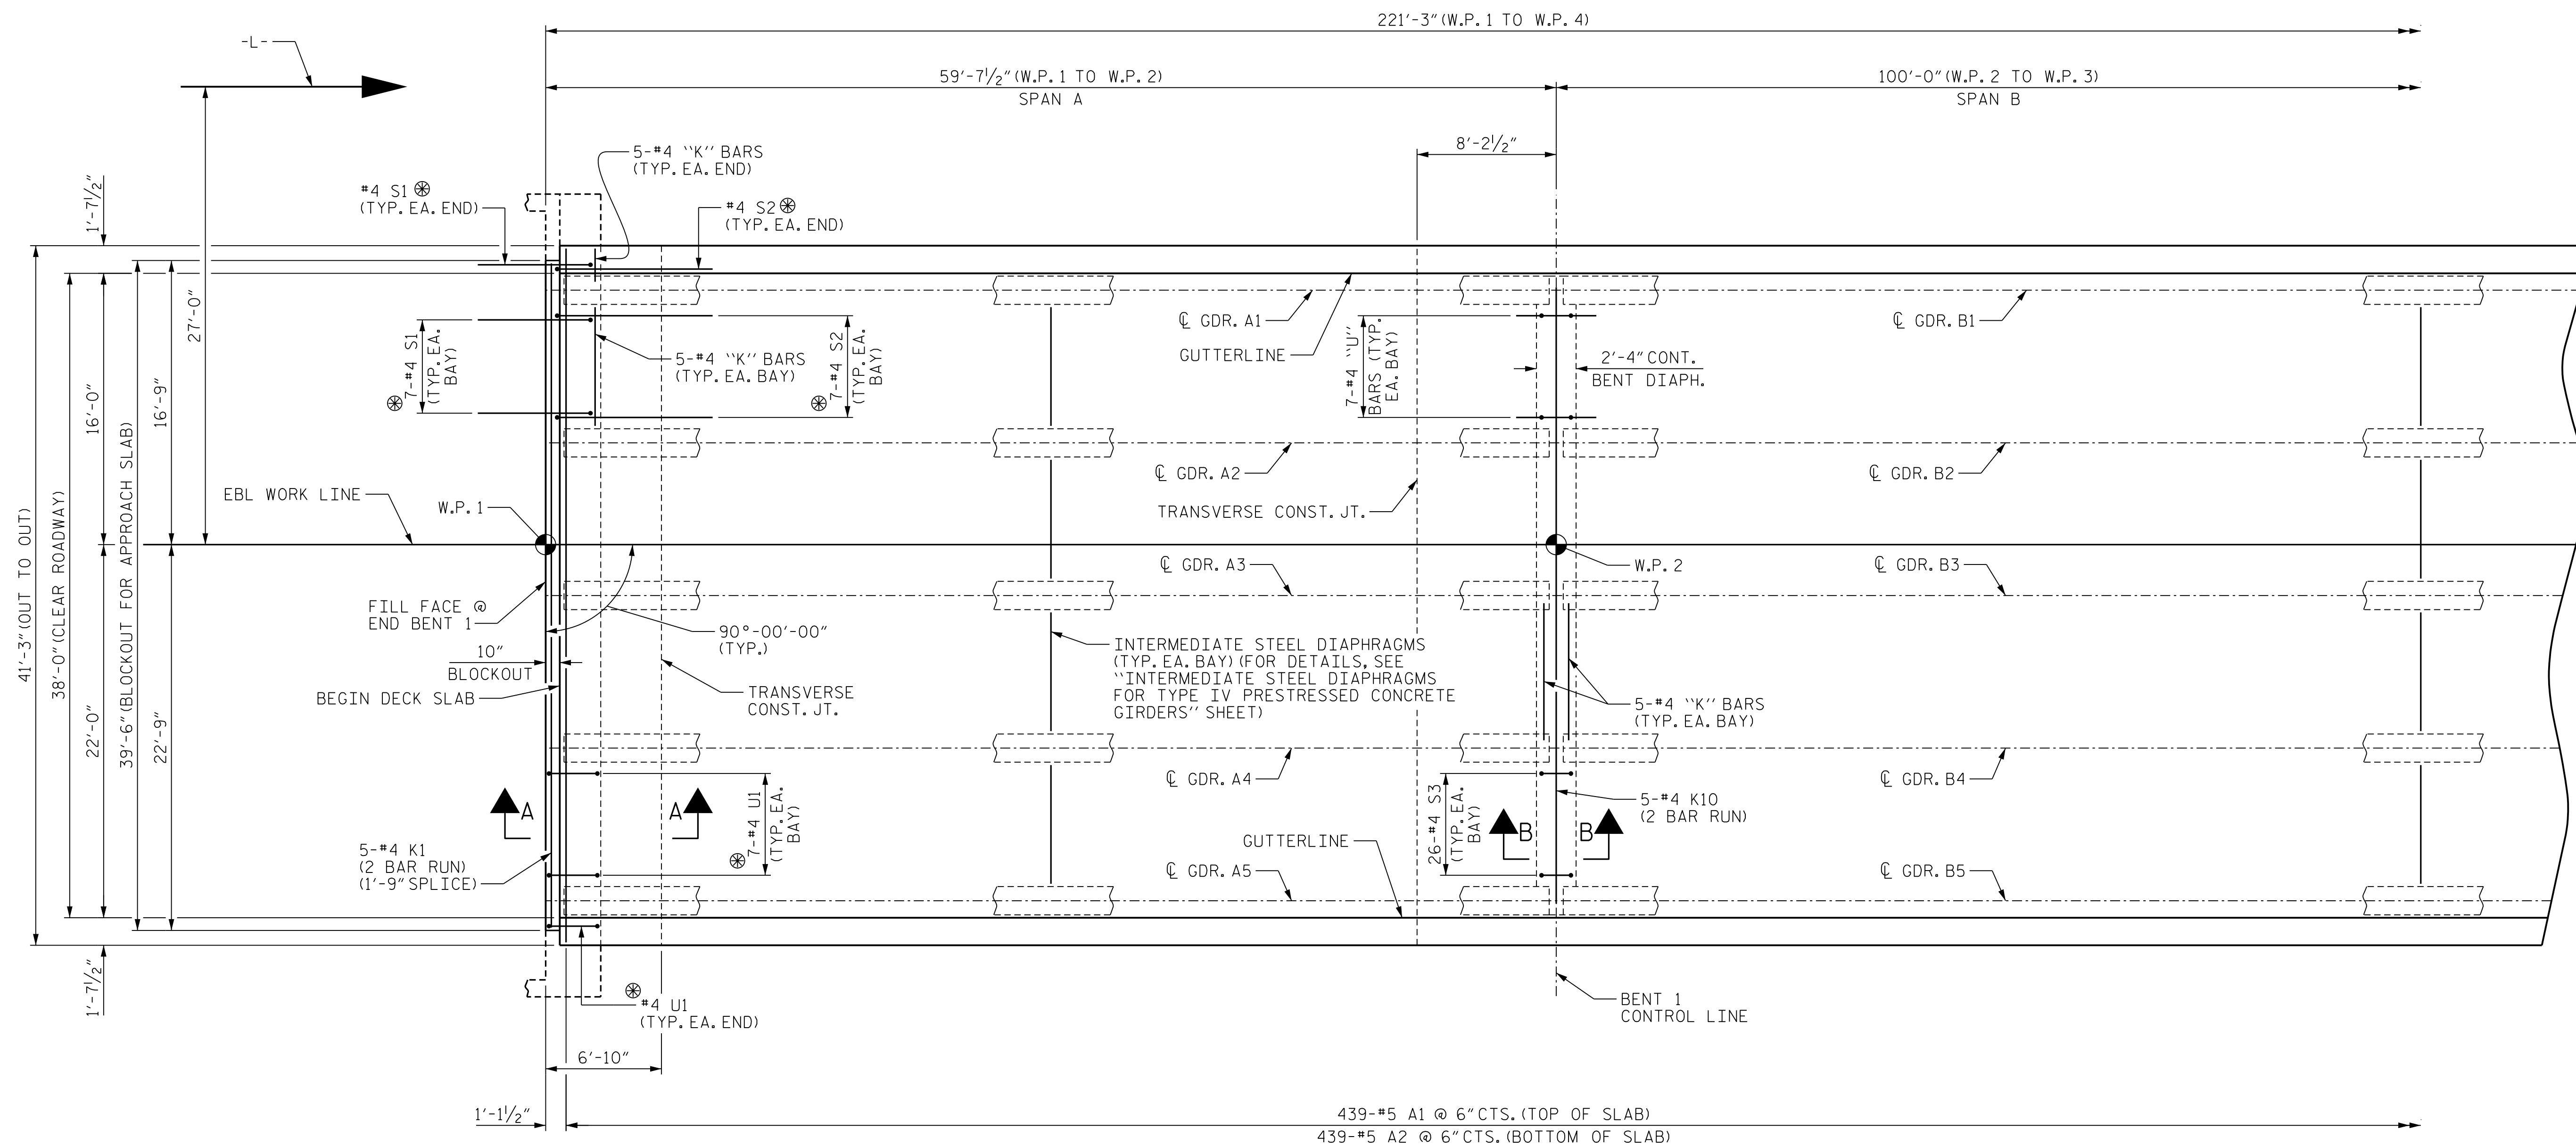 221'-3" (W.P. 1 TO W.P. 4)
-L-
59'-7½" (W.P. 1 TO W.P. 2)
SPAN A
100'-0" (W.P. 2 TO W.P. 3)
SPAN B
8'-2½"
5-#4 ``K'' BARS
(TYP. EA. END)
#4 S1
(TYP. EA. END)
#4 S2
(TYP. EA. END)
1'-7½"
27'-0"
16'-0"
16'-9"
41'-3" (OUT TO OUT)
38'-0" (CLEAR ROADWAY)
39'-6" (BLOCKOUT FOR APPROACH SLAB)
22'-0"
22'-9"
1'-7½"
7-#4 S1
(TYP. EA.
BAY)
5-#4 ``K'' BARS
(TYP. EA. BAY)
7-#4 S2
(TYP. EA.
BAY)
℄ GDR. A1
GUTTERLINE
7-#4 ``U''
BARS (TYP.
EA. BAY)
2'-4" CONT.
BENT DIAPH.
℄ GDR. B1
℄ GDR. A2
℄ GDR. B2
TRANSVERSE CONST. JT.
EBL WORK LINE
W.P. 1
℄ GDR. A3
W.P. 2
℄ GDR. B3
FILL FACE @
END BENT 1
90°-00'-00"
(TYP.)
10"
BLOCKOUT
BEGIN DECK SLAB
TRANSVERSE
CONST. JT.
INTERMEDIATE STEEL DIAPHRAGMS
(TYP. EA. BAY) (FOR DETAILS, SEE
``INTERMEDIATE STEEL DIAPHRAGMS
FOR TYPE IV PRESTRESSED CONCRETE
GIRDERS'' SHEET)
5-#4 ``K'' BARS
(TYP. EA. BAY)
℄ GDR. A4
℄ GDR. B4
A
A
7-#4 U1
(TYP. EA.
BAY)
26-#4 S3
(TYP. EA.
BAY)
B
B
5-#4 K10
(2 BAR RUN)
5-#4 K1
(2 BAR RUN)
(1'-9" SPLICE)
GUTTERLINE
℄ GDR. A5
℄ GDR. B5
#4 U1
(TYP. EA. END)
BENT 1
CONTROL LINE
6'-10"
1'-1½"
439-#5 A1 @ 6" CTS. (TOP OF SLAB)
439-#5 A2 @ 6" CTS. (BOTTOM OF SLAB)